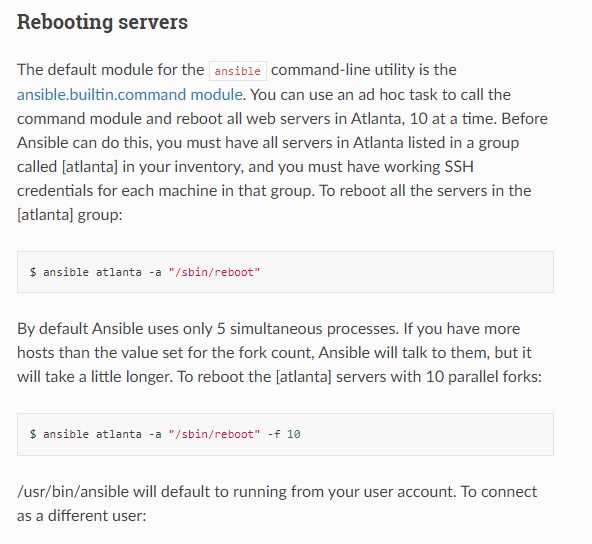 Rebooting servers
The default module for the ansible command-line utility is the
ansible.builtin.command module. You can use an ad hoc task to call the
command module and reboot all web servers in Atlanta, 10 at a time. Before
Ansible can do this, you must have all servers in Atlanta listed in a group
called [atlanta] in your inventory, and you must have working SSH
credentials for each machine in that group. To reboot all the servers in the
[atlanta] group:
$ ansible atlanta -a "/sbin/reboot"
By default Ansible uses only 5 simultaneous processes. If you have more
hosts than the value set for the fork count, Ansible will talk to them, but it
will take a little longer. To reboot the [atlanta] servers with 10 parallel forks:
$ ansible atlanta -a "/sbin/reboot" -f 10
/usr/bin/ansible will default to running from your user account. To connect
as a different user: